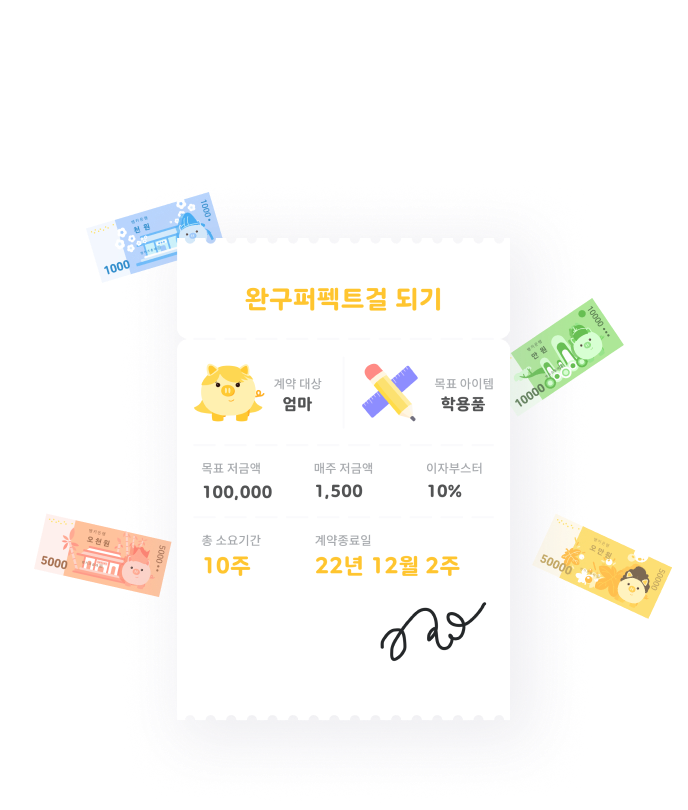 천 원
1000
1000
완구퍼펙트걸 되기
만 원
10000
10000
계약 대상
엄마
목표 아이템
학용품
목표 저금액
매주 저금액
이자부스터
100,000
1,500
10%
오 천 원
5000
5000
총 소요기간
계약종료일
10주
22년 12월 2주
오 만 원
50000
50000